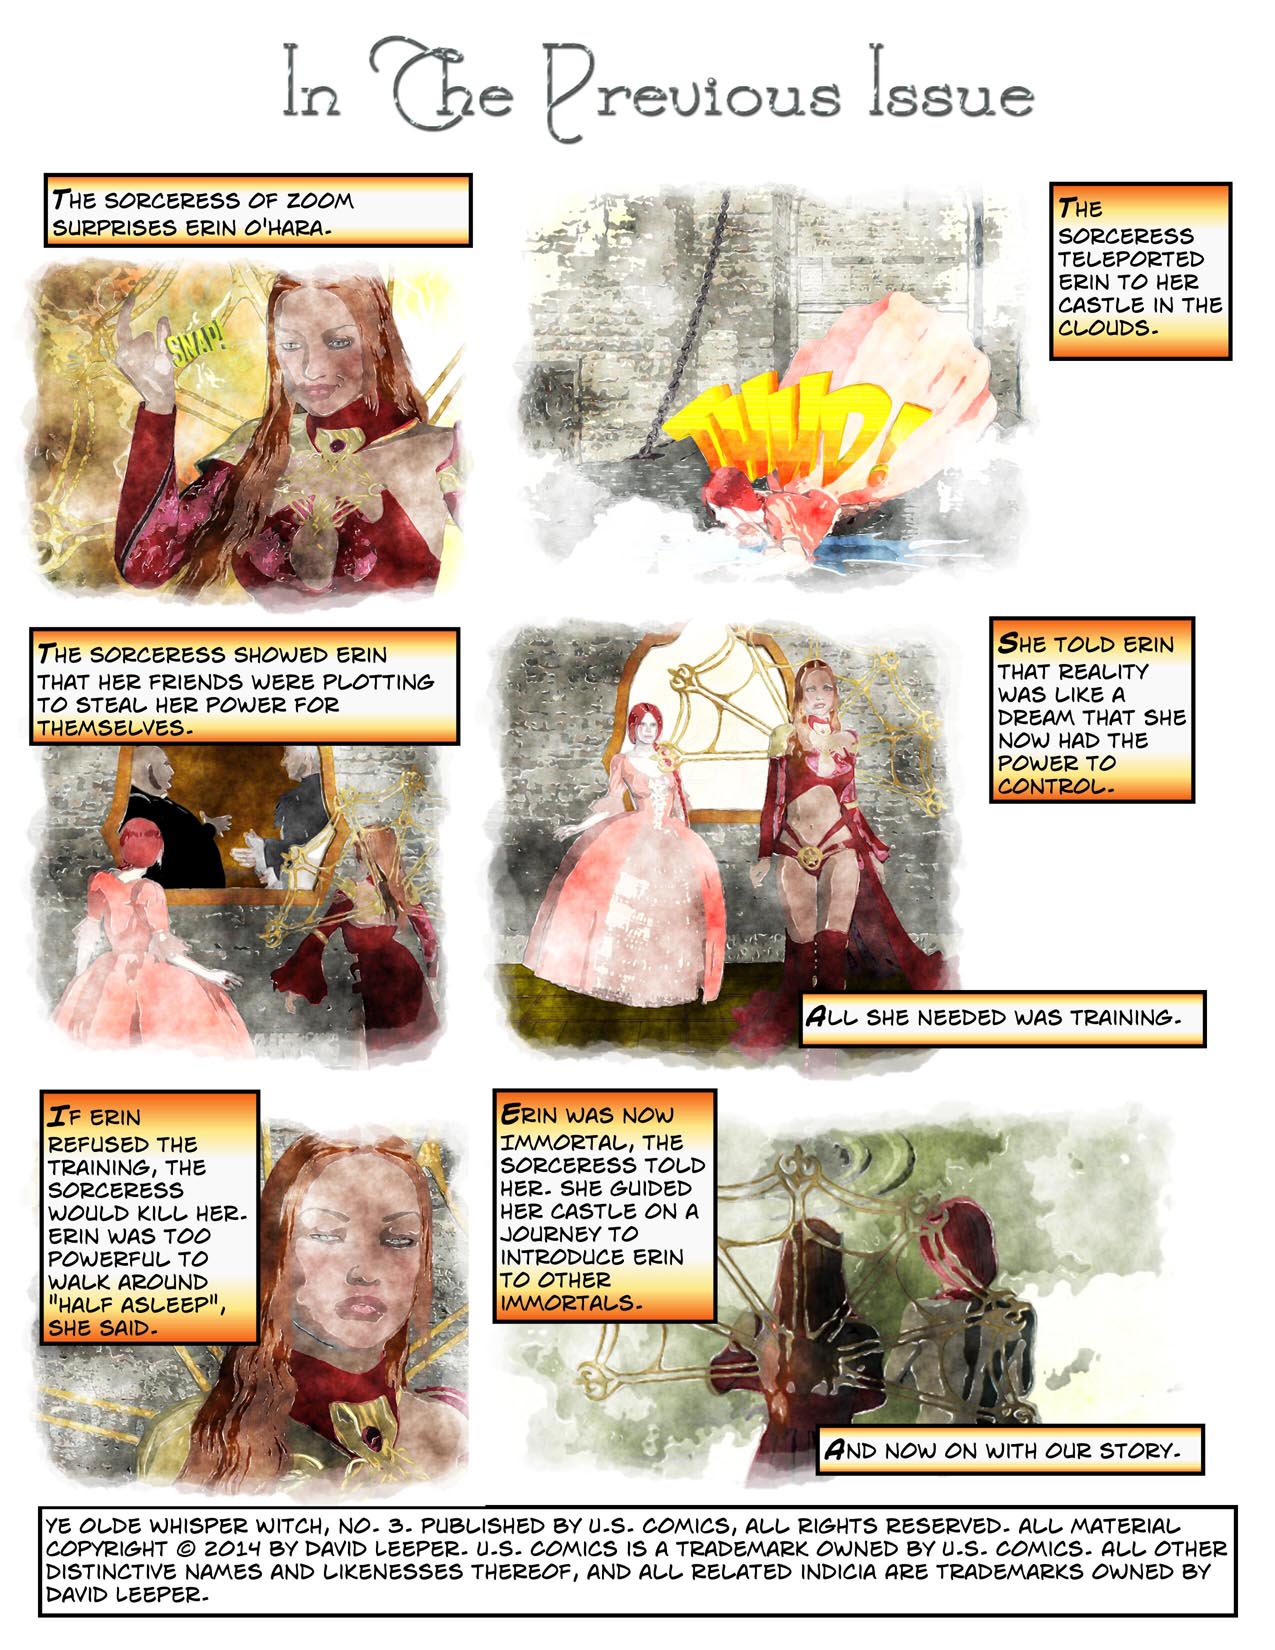 In The Previous Issue
THE SORCERESS OF ZOOM
SURPRISES ERIN O'HARA.
SNAP!
THE
SORCERESS
TELEPORTED
ERIN TO HER
CASTLE IN THE
CLOUDS.
THUD!
THE SORCERESS SHOWED ERIN
THAT HER FRIENDS WERE PLOTTING
TO STEAL HER POWER FOR
THEMSELVES.
SHE TOLD ERIN
THAT REALITY
WAS LIKE A
DREAM THAT SHE
NOW HAD THE
POWER TO
CONTROL.
ALL SHE NEEDED WAS TRAINING.
IF ERIN
REFUSED THE
TRAINING, THE
SORCERESS
WOULD KILL HER.
ERIN WAS TOO
POWERFUL TO
WALK AROUND
"HALF ASLEEP",
SHE SAID.
ERIN WAS NOW
IMMORTAL, THE
SORCERESS TOLD
HER. SHE GUIDED
HER CASTLE ON A
JOURNEY TO
INTRODUCE ERIN
TO OTHER
IMMORTALS.
AND NOW ON WITH OUR STORY.
YE OLDE WHISPER WITCH, NO. 3. PUBLISHED BY U.S. COMICS, ALL RIGHTS RESERVED. ALL MATERIAL
COPYRIGHT © 2014 BY DAVID LEEPER. U.S. COMICS IS A TRADEMARK OWNED BY U.S. COMICS. ALL OTHER
DISTINCTIVE NAMES AND LIKENESSES THEREOF, AND ALL RELATED INDICIA ARE TRADEMARKS OWNED BY
DAVID LEEPER.